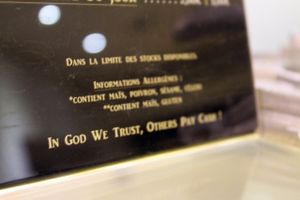 DANS LA LIMITE DES STOCKS DISPONIBLES.
INFORMATIONS ALLERGÈNES :
*CONTIENT MAÏS, POIVRON, SÉSAME, CÉLERI
**CONTIENT MAÏS, GLUTEN
IN GOD WE TRUST, OTHERS PAY CASH !